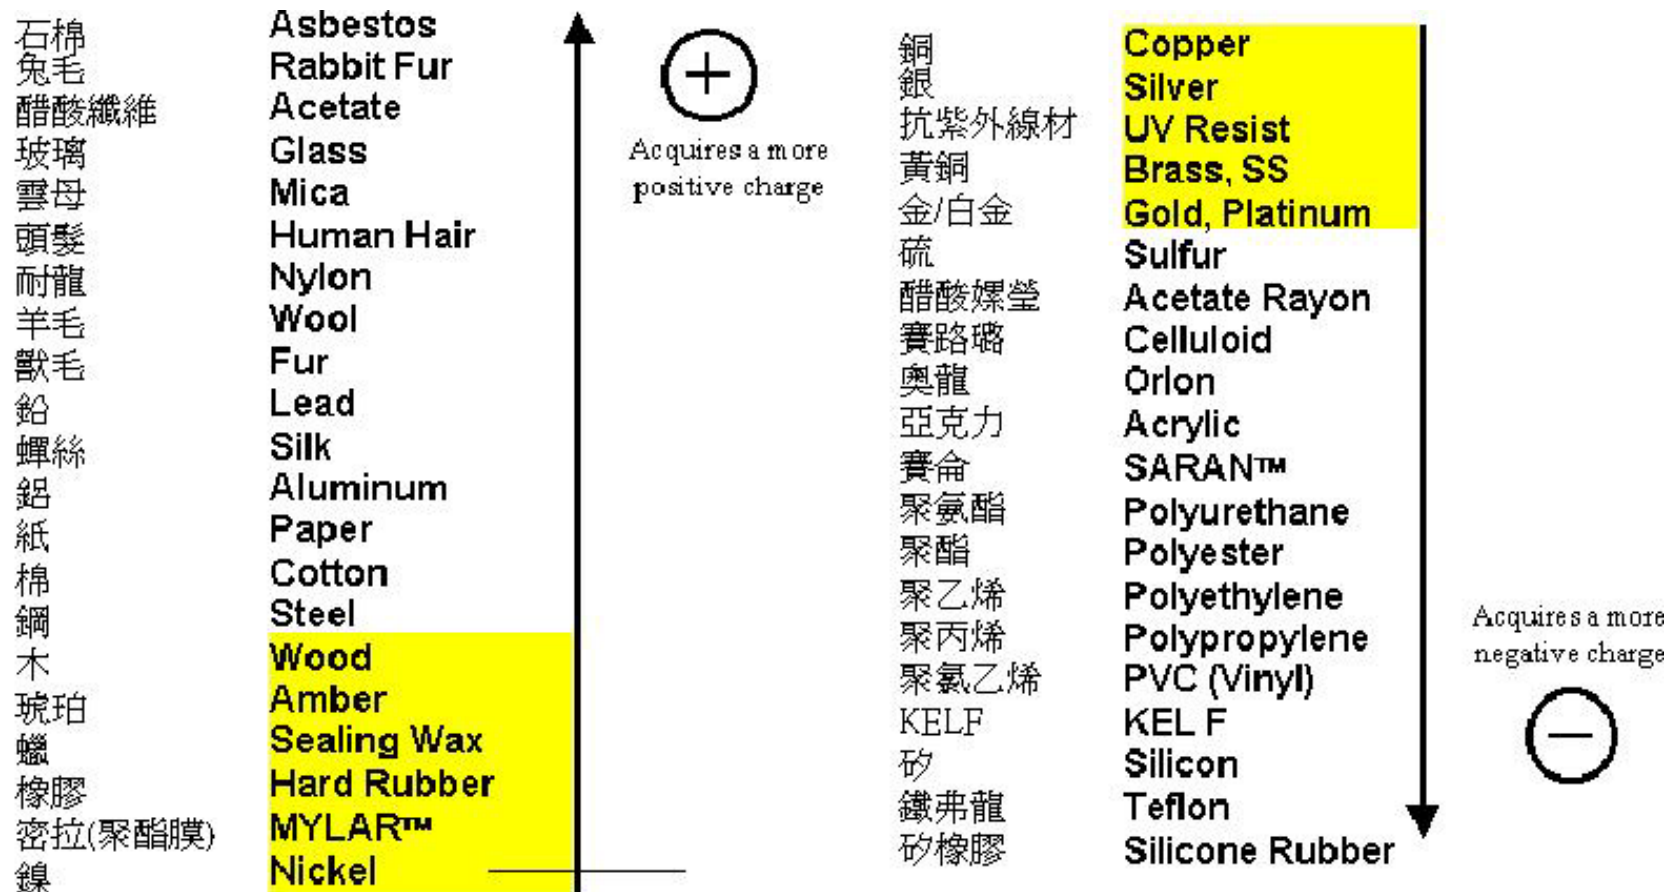 石棉 Asbestos
兔毛 Rabbit Fur
醋酸纖維 Acetate
玻璃 Glass
雲母 Mica
頭髮 Human Hair
耐龍 Nylon
羊毛 Wool
獸毛 Fur
鉛 Lead
蟬絲 Silk
鋁 Aluminum
紙 Paper
棉 Cotton
鋼 Steel
木 Wood
琥珀 Amber
蠟 Sealing Wax
橡膠 Hard Rubber
密拉(聚酯膜) MYLAR™
鎳 Nickel
+
Acquires a more
positive charge
銅 Copper
銀 Silver
抗紫外線材 UV Resist
黃銅 Brass, SS
金/白金 Gold, Platinum
硫 Sulfur
醋酸嫘瑩 Acetate Rayon
賽路璐 Celluloid
奧龍 Orlon
亞克力 Acrylic
賽侖 SARAN™
聚氨酯 Polyurethane
聚酯 Polyester
聚乙烯 Polyethylene
聚丙烯 Polypropylene
聚氯乙烯 PVC (Vinyl)
KELF KEL F
矽 Silicon
鐵弗龍 Teflon
矽橡膠 Silicone Rubber
Acquires a more
negative charge
−